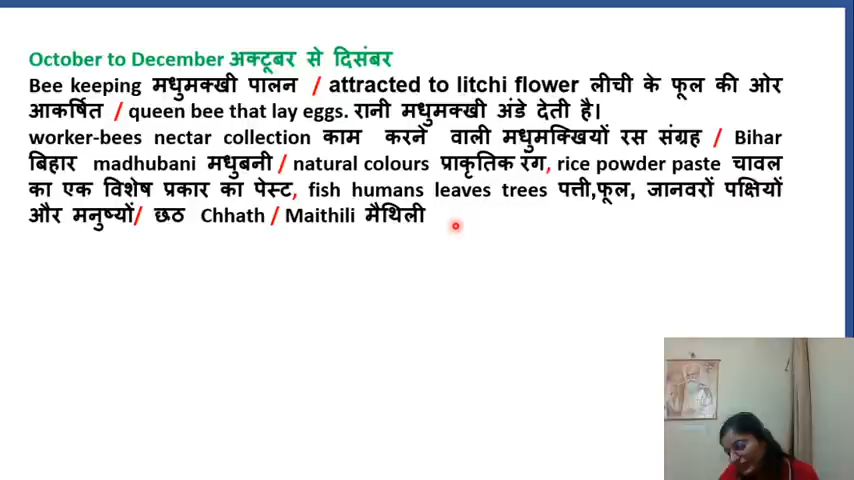 October to December अक्टूबर से दिसंबर
Bee keeping मधुमक्खी पालन / attracted to litchi flower लीची के फूल की ओर
आकर्षित / queen bee that lay eggs. रानी मधुमक्खी अंडे देती है।
worker-bees nectar collection काम करने वाली मधुमक्खियों रस संग्रह / Bihar
बिहार madhubani मधुबनी / natural colours प्राकृतिक रंग, rice powder paste चावल
का एक विशेष प्रकार का पेस्ट, fish humans leaves trees पत्ती,फूल, जानवरों पक्षियों
और मनुष्यों/ छठ Chhath / Maithili मैथिली